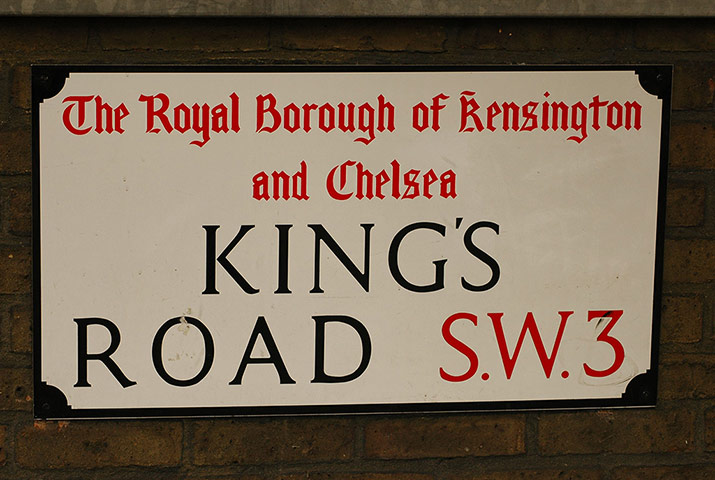 The Royal Borough of Kensington
and Chelsea
KING'S
ROAD S.W.3